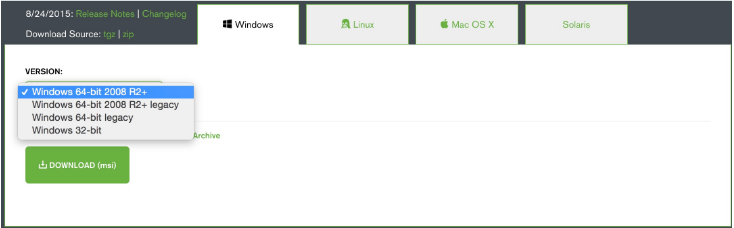 8/24/2015: Release Notes | Changelog
Download Source: tgz | zip
Windows
Linux
Mac OS X
Solaris
VERSION:
✓ Windows 64-bit 2008 R2+
Windows 64-bit 2008 R2+ legacy
Windows 64-bit legacy
Windows 32-bit
Archive
DOWNLOAD (msi)